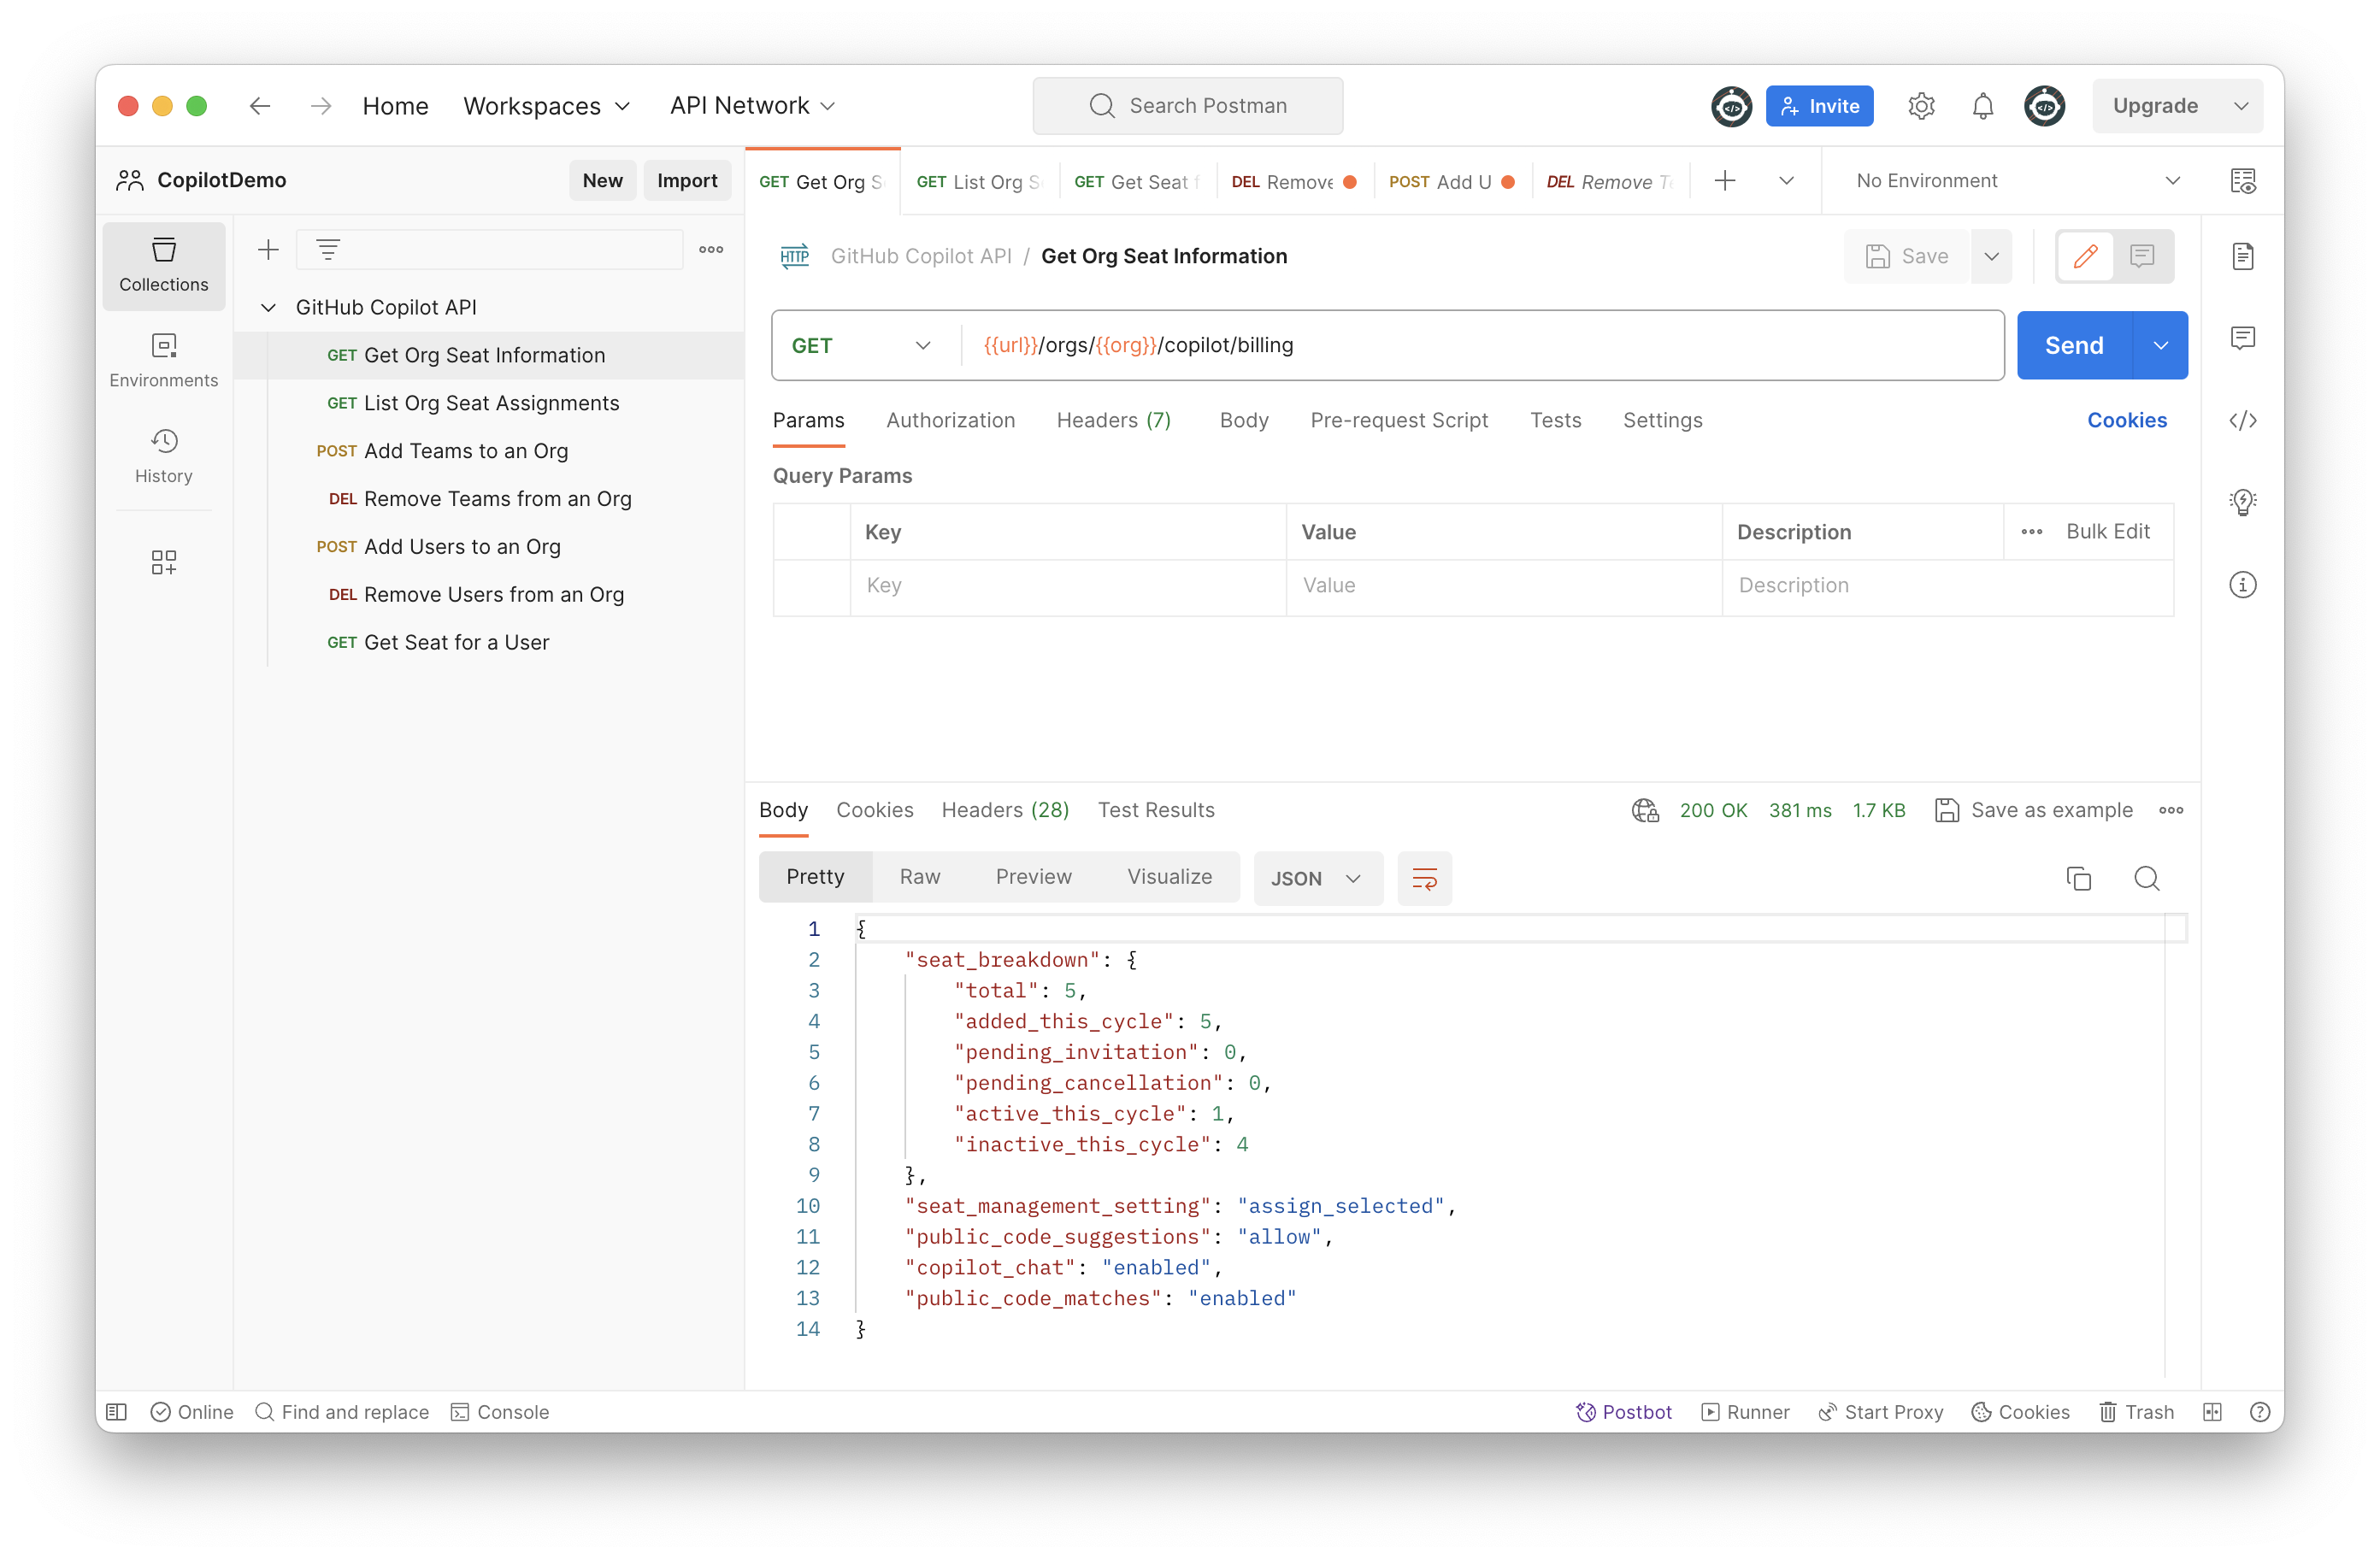 Home Workspaces API Network Search Postman Invite Upgrade
CopilotDemo New Import
GET Get Org S GET List Org S GET Get Seat f DEL Remove POST Add U DEL Remove Te No Environment
Collections
Environments
History
GitHub Copilot API
GET Get Org Seat Information
GET List Org Seat Assignments
POST Add Teams to an Org
DEL Remove Teams from an Org
POST Add Users to an Org
DEL Remove Users from an Org
GET Get Seat for a User
HTTP GitHub Copilot API / Get Org Seat Information Save
GET {{url}}/orgs/{{org}}/copilot/billing Send
Params Authorization Headers (7) Body Pre-request Script Tests Settings Cookies
Query Params
Key Value Description Bulk Edit
Key Value Description
Body Cookies Headers (28) Test Results 200 OK 381 ms 1.7 KB Save as example
Pretty Raw Preview Visualize JSON
1 {
2 "seat_breakdown": {
3 "total": 5,
4 "added_this_cycle": 5,
5 "pending_invitation": 0,
6 "pending_cancellation": 0,
7 "active_this_cycle": 1,
8 "inactive_this_cycle": 4
9 },
10 "seat_management_setting": "assign_selected",
11 "public_code_suggestions": "allow",
12 "copilot_chat": "enabled",
13 "public_code_matches": "enabled"
14 }
Online Find and replace Console Postbot Runner Start Proxy Cookies Trash